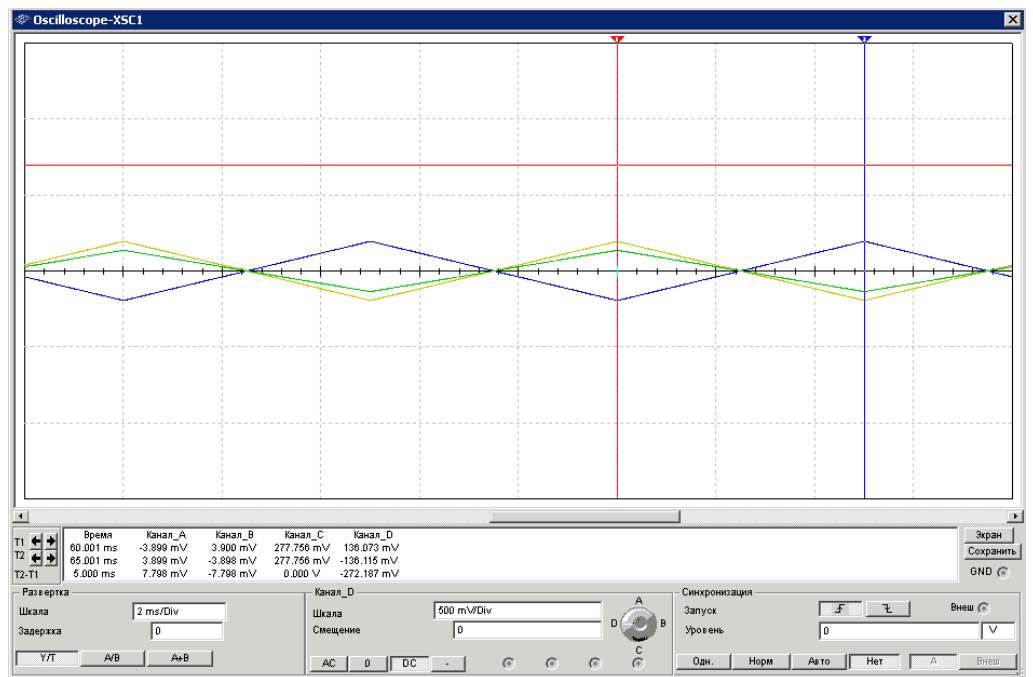 Oscilloscope-XSC1
1 2
T1
T2
T2-T1
Время Канал_A Канал_B Канал_C Канал_D
60.001 ms -3.899 mV 3.900 mV 277.756 mV 136.073 mV
65.001 ms 3.899 mV -3.898 mV 277.756 mV -136.115 mV
5.000 ms 7.798 mV -7.798 mV 0.000 V -272.187 mV
Экран
Сохранить
GND
Развертка
Шкала 2 ms/Div
Задержка 0
Y/T A/B A+B
Канал_D
Шкала 500 mV/Div
Смещение 0
AC 0 DC -
A
D B
C
Синхронизация
Запуск Внеш
Уровень 0 V
Одн. Норм Авто Нет A Внеш